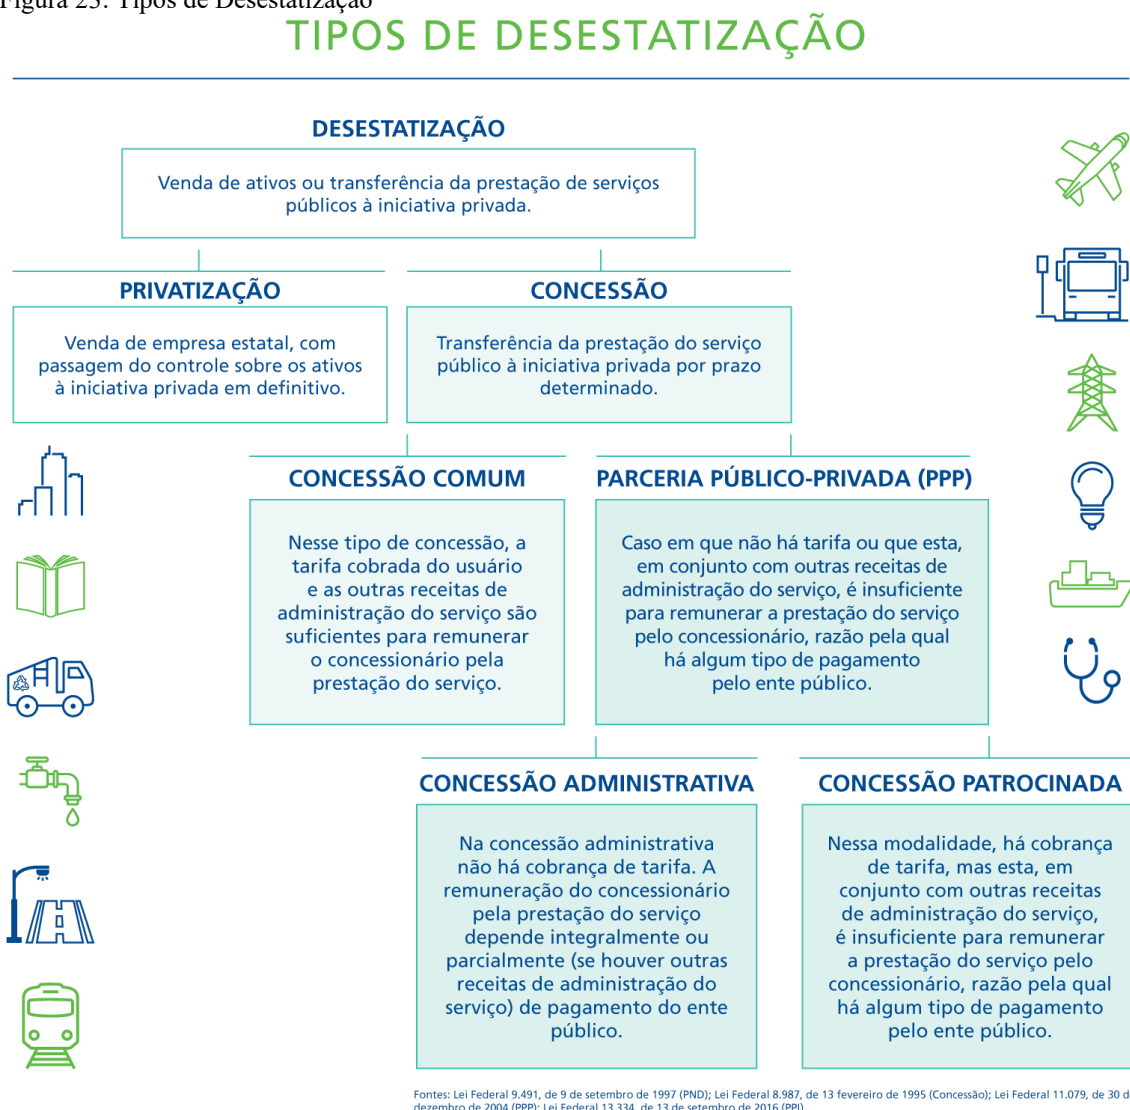 Figura 23: Tipos de Desestatização
TIPOS DE DESESTATIZAÇÃO
DESESTATIZAÇÃO
Venda de ativos ou transferência da prestação de serviços
públicos à iniciativa privada.
PRIVATIZAÇÃO
Venda de empresa estatal, com
passagem do controle sobre os ativos
à iniciativa privada em definitivo.
CONCESSÃO
Transferência da prestação do serviço
público à iniciativa privada por prazo
determinado.
CONCESSÃO COMUM
Nesse tipo de concessão, a
tarifa cobrada do usuário
e as outras receitas de
administração do serviço são
suficientes para remunerar
o concessionário pela
prestação do serviço.
PARCERIA PÚBLICO-PRIVADA (PPP)
Caso em que não há tarifa ou que esta,
em conjunto com outras receitas de
administração do serviço, é insuficiente
para remunerar a prestação do serviço
pelo concessionário, razão pela qual
há algum tipo de pagamento
pelo ente público.
CONCESSÃO ADMINISTRATIVA
Na concessão administrativa
não há cobrança de tarifa. A
remuneração do concessionário
pela prestação do serviço
depende integralmente ou
parcialmente (se houver outras
receitas de administração do
serviço) de pagamento do ente
público.
CONCESSÃO PATROCINADA
Nessa modalidade, há cobrança
de tarifa, mas esta, em
conjunto com outras receitas
de administração do serviço,
é insuficiente para remunerar
a prestação do serviço pelo
concessionário, razão pela qual
há algum tipo de pagamento
pelo ente público.
Fontes: Lei Federal 9.491, de 9 de setembro de 1997 (PND); Lei Federal 8.987, de 13 fevereiro de 1995 (Concessão); Lei Federal 11.079, de 30 d
dezembro de 2004 (PPP); Lei Federal 13.334, de 13 de setembro de 2016 (PPI)